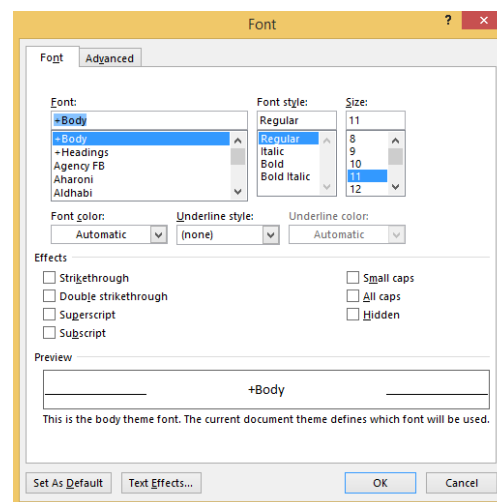 Font ? ×
Font Advanced
Font: Font style: Size:
+Body Regular 11
+Body Regular 8
+Headings Italic 9
Agency FB Bold 10
Aharoni Bold Italic 11
Aldhabi 12
Font color: Underline style: Underline color:
Automatic (none) Automatic
Effects
Strikethrough Small caps
Double strikethrough All caps
Superscript Hidden
Subscript
Preview
+Body
This is the body theme font. The current document theme defines which font will be used.
Set As Default Text Effects... OK Cancel